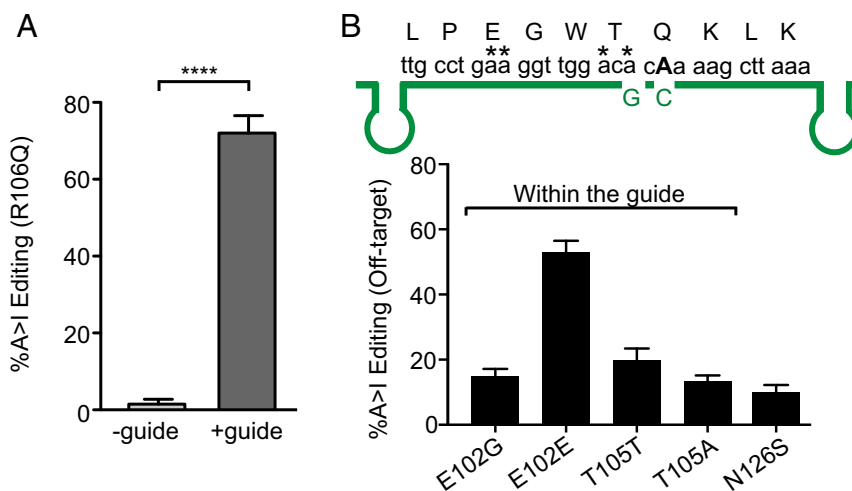 A
****
%A>I Editing (R106Q)
80
60
40
20
0
-guide
+guide
B
L P E G W T Q K L K
** * *
ttg cct gaa ggt tgg aca cAa aag ctt aaa
G C
%A>I Editing (Off-target)
80
60
40
20
0
Within the guide
E102G
E102E
T105T
T105A
N126S